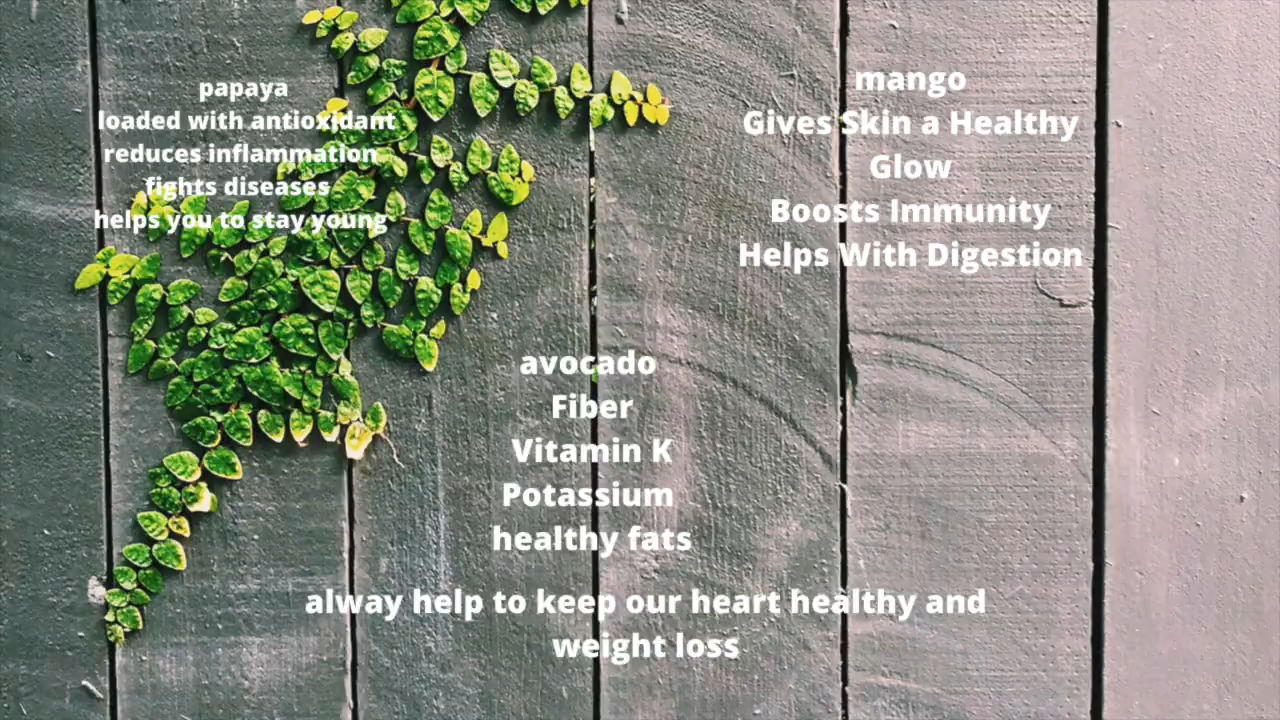 papaya
loaded with antioxidant
reduces inflammation
fights diseases
helps you to stay young
mango
Gives Skin a Healthy
Glow
Boosts Immunity
Helps With Digestion
avocado
Fiber
Vitamin K
Potassium
healthy fats
alway help to keep our heart healthy and
weight loss